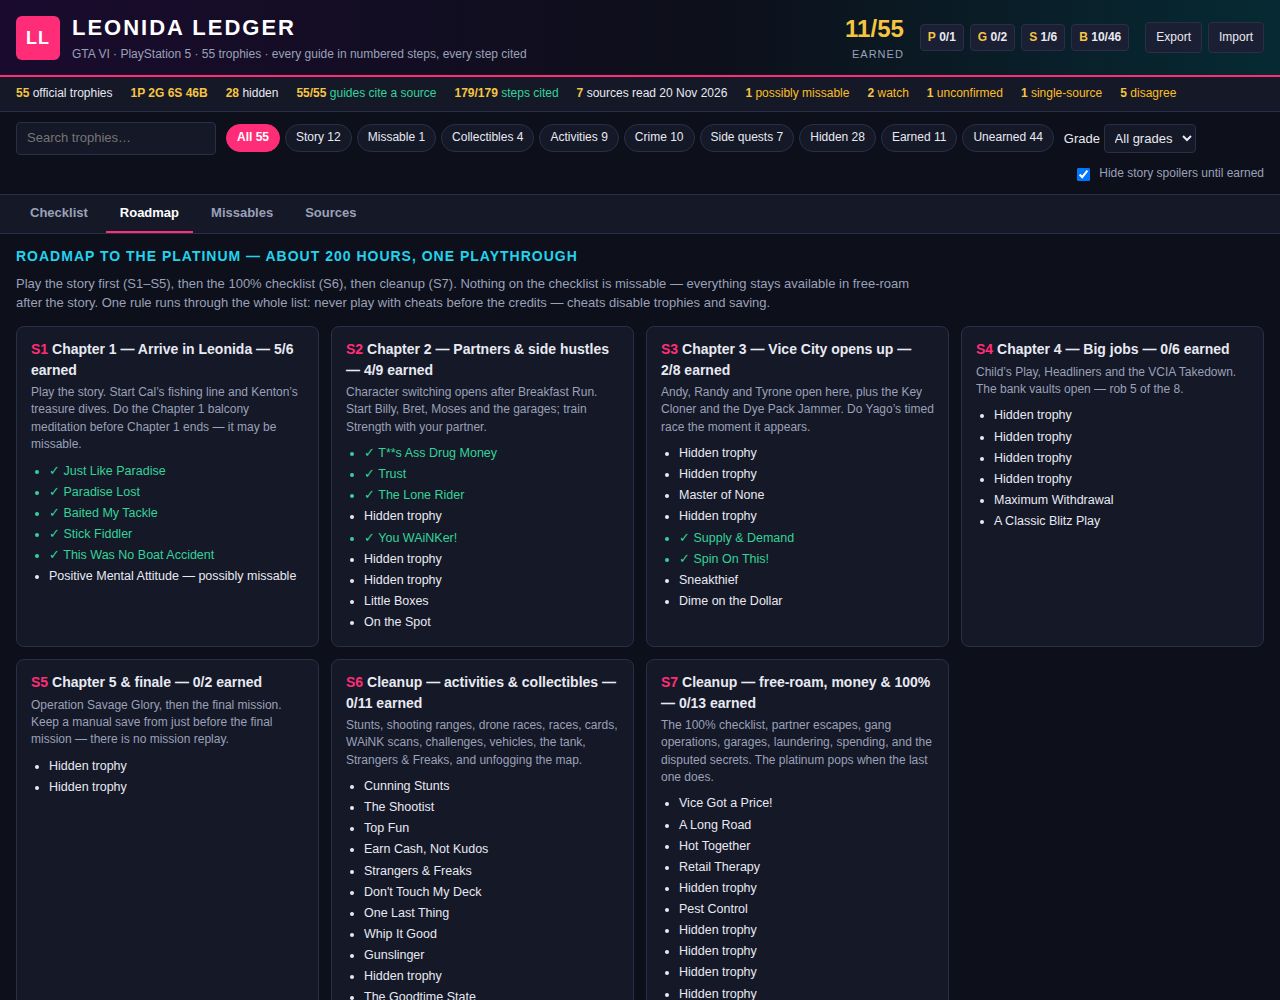 LL
LEONIDA LEDGER
GTA VI · PlayStation 5 · 55 trophies · every guide in numbered steps, every step cited
11/55
EARNED
P 0/1
G 0/2
S 1/6
B 10/46
Export
Import
55 official trophies
1P 2G 6S 46B
28 hidden
55/55 guides cite a source
179/179 steps cited
7 sources read 20 Nov 2026
1 possibly missable
2 watch
1 unconfirmed
1 single-source
5 disagree
Search trophies…
All 55
Story 12
Missable 1
Collectibles 4
Activities 9
Crime 10
Side quests 7
Hidden 28
Earned 11
Unearned 44
Grade
All grades
Hide story spoilers until earned
Checklist
Roadmap
Missables
Sources
ROADMAP TO THE PLATINUM — ABOUT 200 HOURS, ONE PLAYTHROUGH
Play the story first (S1–S5), then the 100% checklist (S6), then cleanup (S7). Nothing on the checklist is missable — everything stays available in free-roam
after the story. One rule runs through the whole list: never play with cheats before the credits — cheats disable trophies and saving.
S1 Chapter 1 — Arrive in Leonida — 5/6
earned
Play the story. Start Cal’s fishing line and Kenton’s
treasure dives. Do the Chapter 1 balcony
meditation before Chapter 1 ends — it may be
missable.
✓ Just Like Paradise
✓ Paradise Lost
✓ Baited My Tackle
✓ Stick Fiddler
✓ This Was No Boat Accident
Positive Mental Attitude — possibly missable
S2 Chapter 2 — Partners & side hustles
— 4/9 earned
Character switching opens after Breakfast Run.
Start Billy, Bret, Moses and the garages; train
Strength with your partner.
✓ T**s Ass Drug Money
✓ Trust
✓ The Lone Rider
Hidden trophy
✓ You WAiNKer!
Hidden trophy
Hidden trophy
Little Boxes
On the Spot
S3 Chapter 3 — Vice City opens up —
2/8 earned
Andy, Randy and Tyrone open here, plus the Key
Cloner and the Dye Pack Jammer. Do Yago’s timed
race the moment it appears.
Hidden trophy
Hidden trophy
Master of None
Hidden trophy
✓ Supply & Demand
✓ Spin On This!
Sneakthief
Dime on the Dollar
S4 Chapter 4 — Big jobs — 0/6 earned
Child’s Play, Headliners and the VCIA Takedown.
The bank vaults open — rob 5 of the 8.
Hidden trophy
Hidden trophy
Hidden trophy
Hidden trophy
Maximum Withdrawal
A Classic Blitz Play
S5 Chapter 5 & finale — 0/2 earned
Operation Savage Glory, then the final mission.
Keep a manual save from just before the final
mission — there is no mission replay.
Hidden trophy
Hidden trophy
S6 Cleanup — activities & collectibles —
0/11 earned
Stunts, shooting ranges, drone races, races, cards,
WAiNK scans, challenges, vehicles, the tank,
Strangers & Freaks, and unfogging the map.
Cunning Stunts
The Shootist
Top Fun
Earn Cash, Not Kudos
Strangers & Freaks
Don't Touch My Deck
One Last Thing
Whip It Good
Gunslinger
Hidden trophy
The Goodtime State
S7 Cleanup — free-roam, money & 100%
— 0/13 earned
The 100% checklist, partner escapes, gang
operations, garages, laundering, spending, and the
disputed secrets. The platinum pops when the last
one does.
Vice Got a Price!
A Long Road
Hot Together
Retail Therapy
Hidden trophy
Pest Control
Hidden trophy
Hidden trophy
Hidden trophy
Hidden trophy